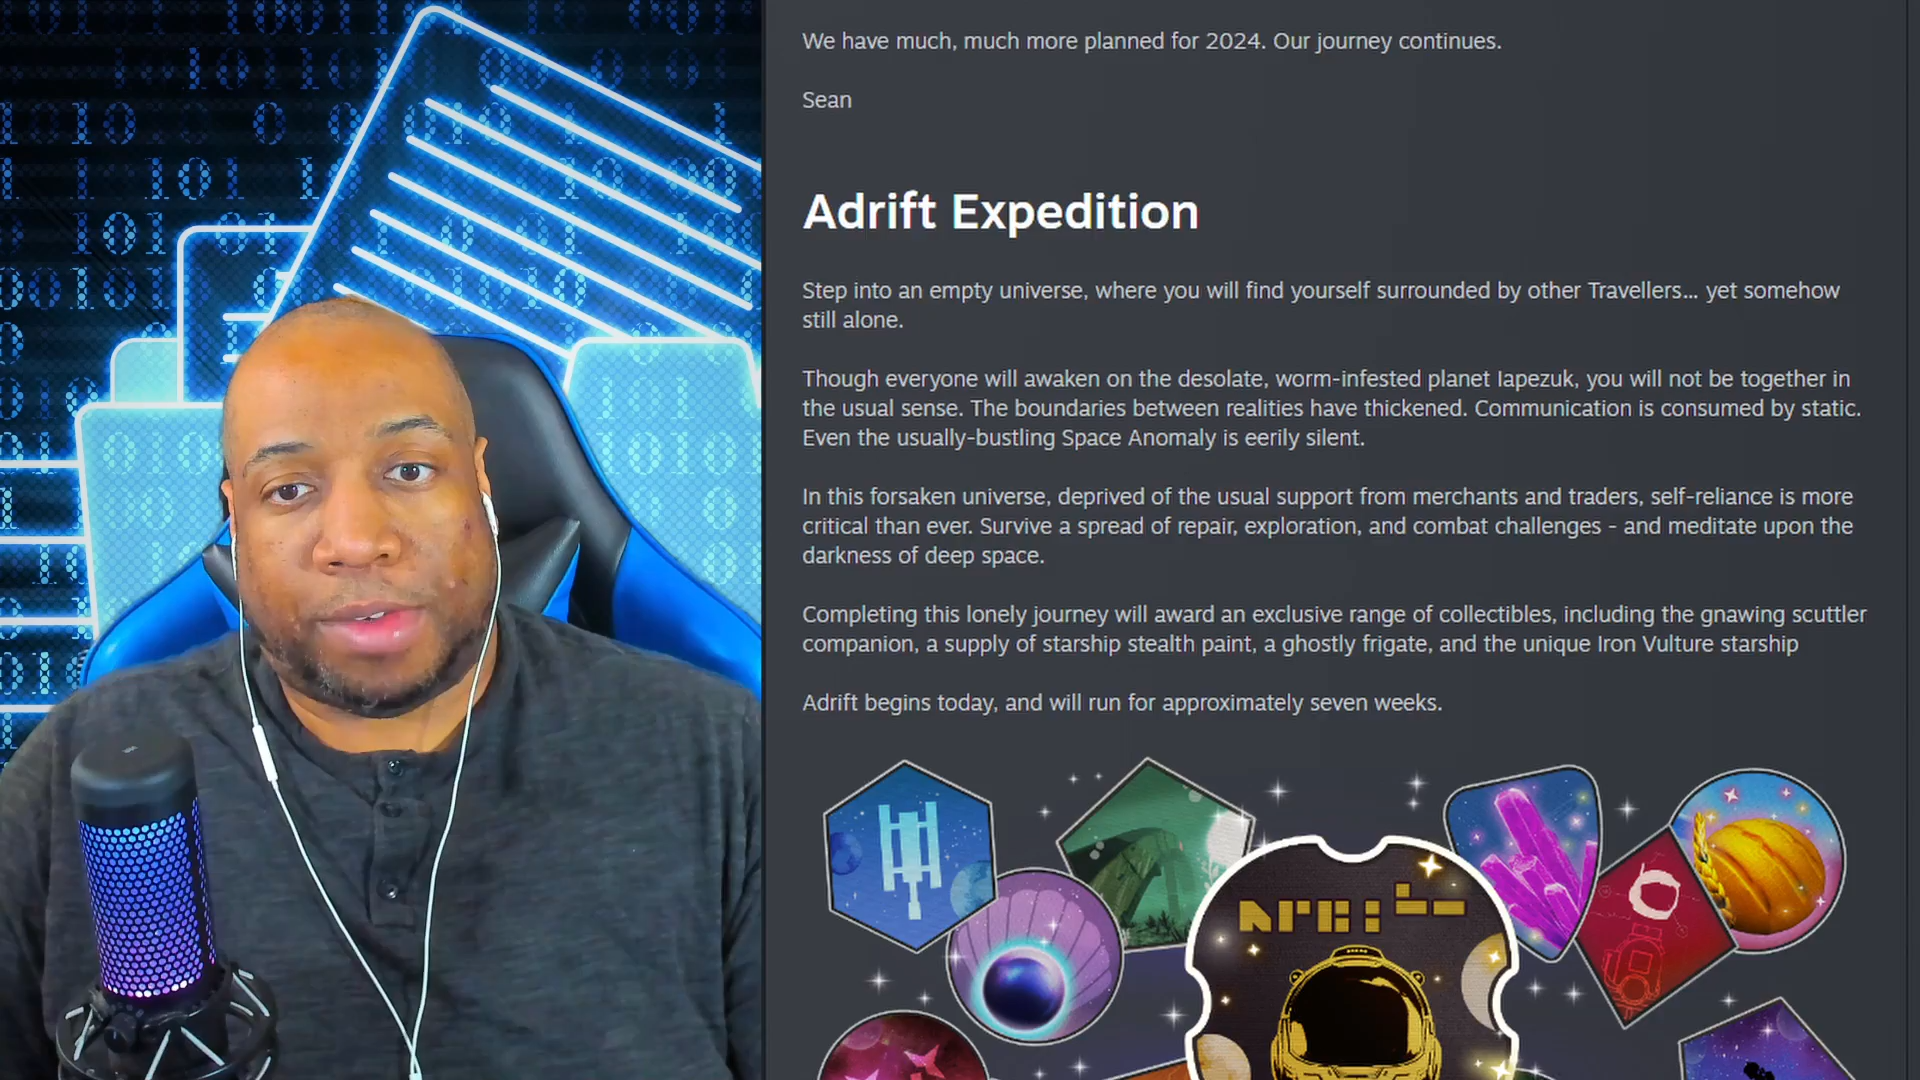 We have much, much more planned for 2024. Our journey continues.
Sean
Adrift Expedition
Step into an empty universe, where you will find yourself surrounded by other Travellers... yet somehow
still alone.
Though everyone will awaken on the desolate, worm-infested planet Iapezuk, you will not be together in
the usual sense. The boundaries between realities have thickened. Communication is consumed by static.
Even the usually-bustling Space Anomaly is eerily silent.
In this forsaken universe, deprived of the usual support from merchants and traders, self-reliance is more
critical than ever. Survive a spread of repair, exploration, and combat challenges - and meditate upon the
darkness of deep space.
Completing this lonely journey will award an exclusive range of collectibles, including the gnawing scuttler
companion, a supply of starship stealth paint, a ghostly frigate, and the unique Iron Vulture starship
Adrift begins today, and will run for approximately seven weeks.